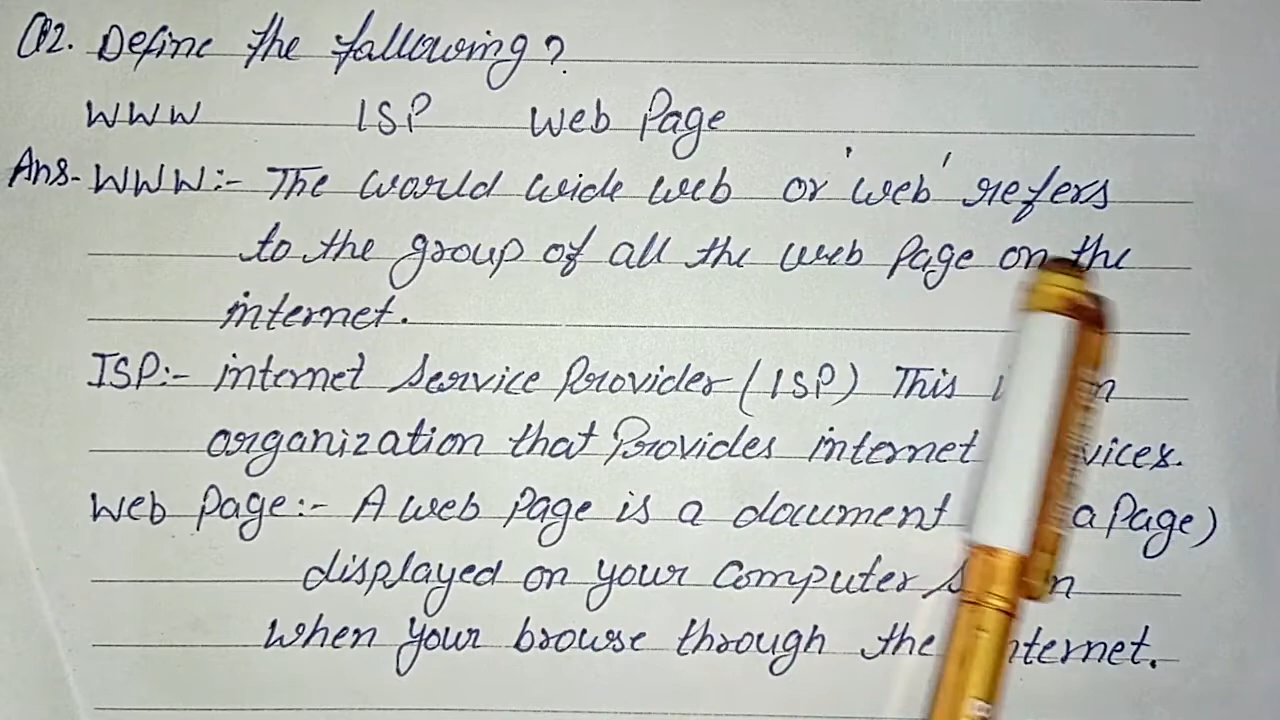 Q2. Define the following?
WWW ISP Web Page
Ans- WWW:- The World wide web or 'web' refers
to the group of all the web Page on the
internet.
ISP:- internet Service Provider (ISP) This
organization that Provides internet
Web Page:- A web Page is a document a Page)
displayed on your Computer
When your browse through the